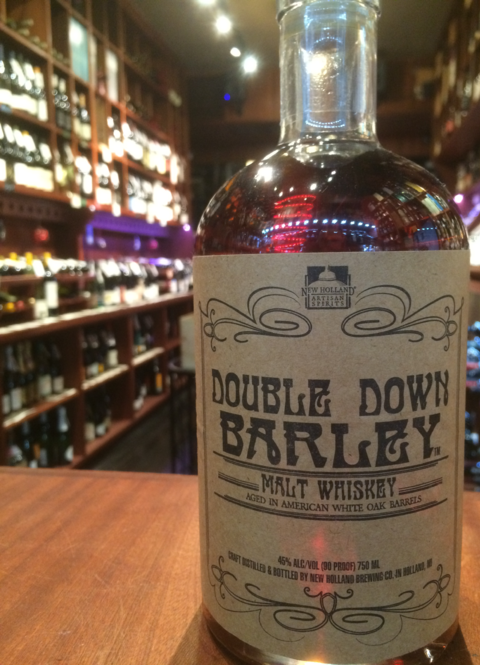 NEW HOLLAND
ARTISAN
SPIRITS
DOUBLE DOWN
BARLEY TM
MALT WHISKEY
AGED IN AMERICAN WHITE OAK BARRELS
45% ALC/VOL (90 PROOF) 750 ML
CRAFT DISTILLED & BOTTLED BY NEW HOLLAND BREWING CO. IN HOLLAND, MI